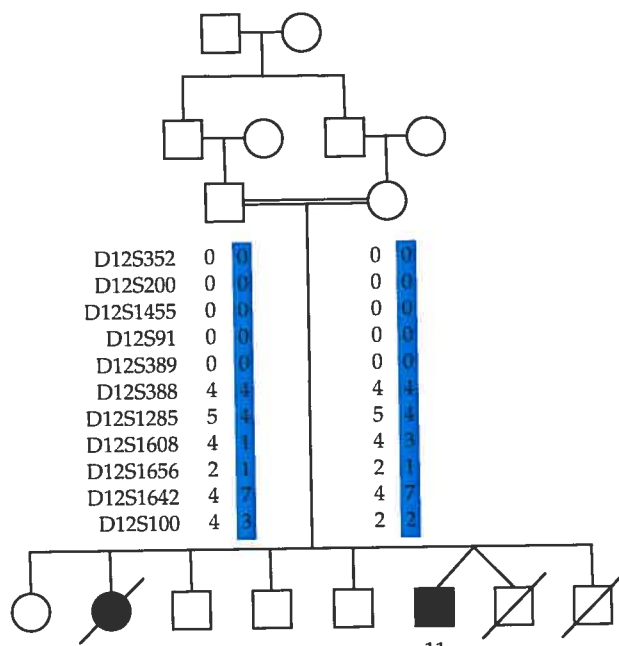 D12S352 0 0 0 0
D12S200 0 0 0 0
D12S1455 0 0 0 0
D12S91 0 0 0 0
D12S389 0 0 0 0
D12S388 4 4 4 4
D12S1285 5 4 5 4
D12S1608 4 1 4 3
D12S1656 2 1 2 1
D12S1642 4 7 4 7
D12S100 4 3 2 2